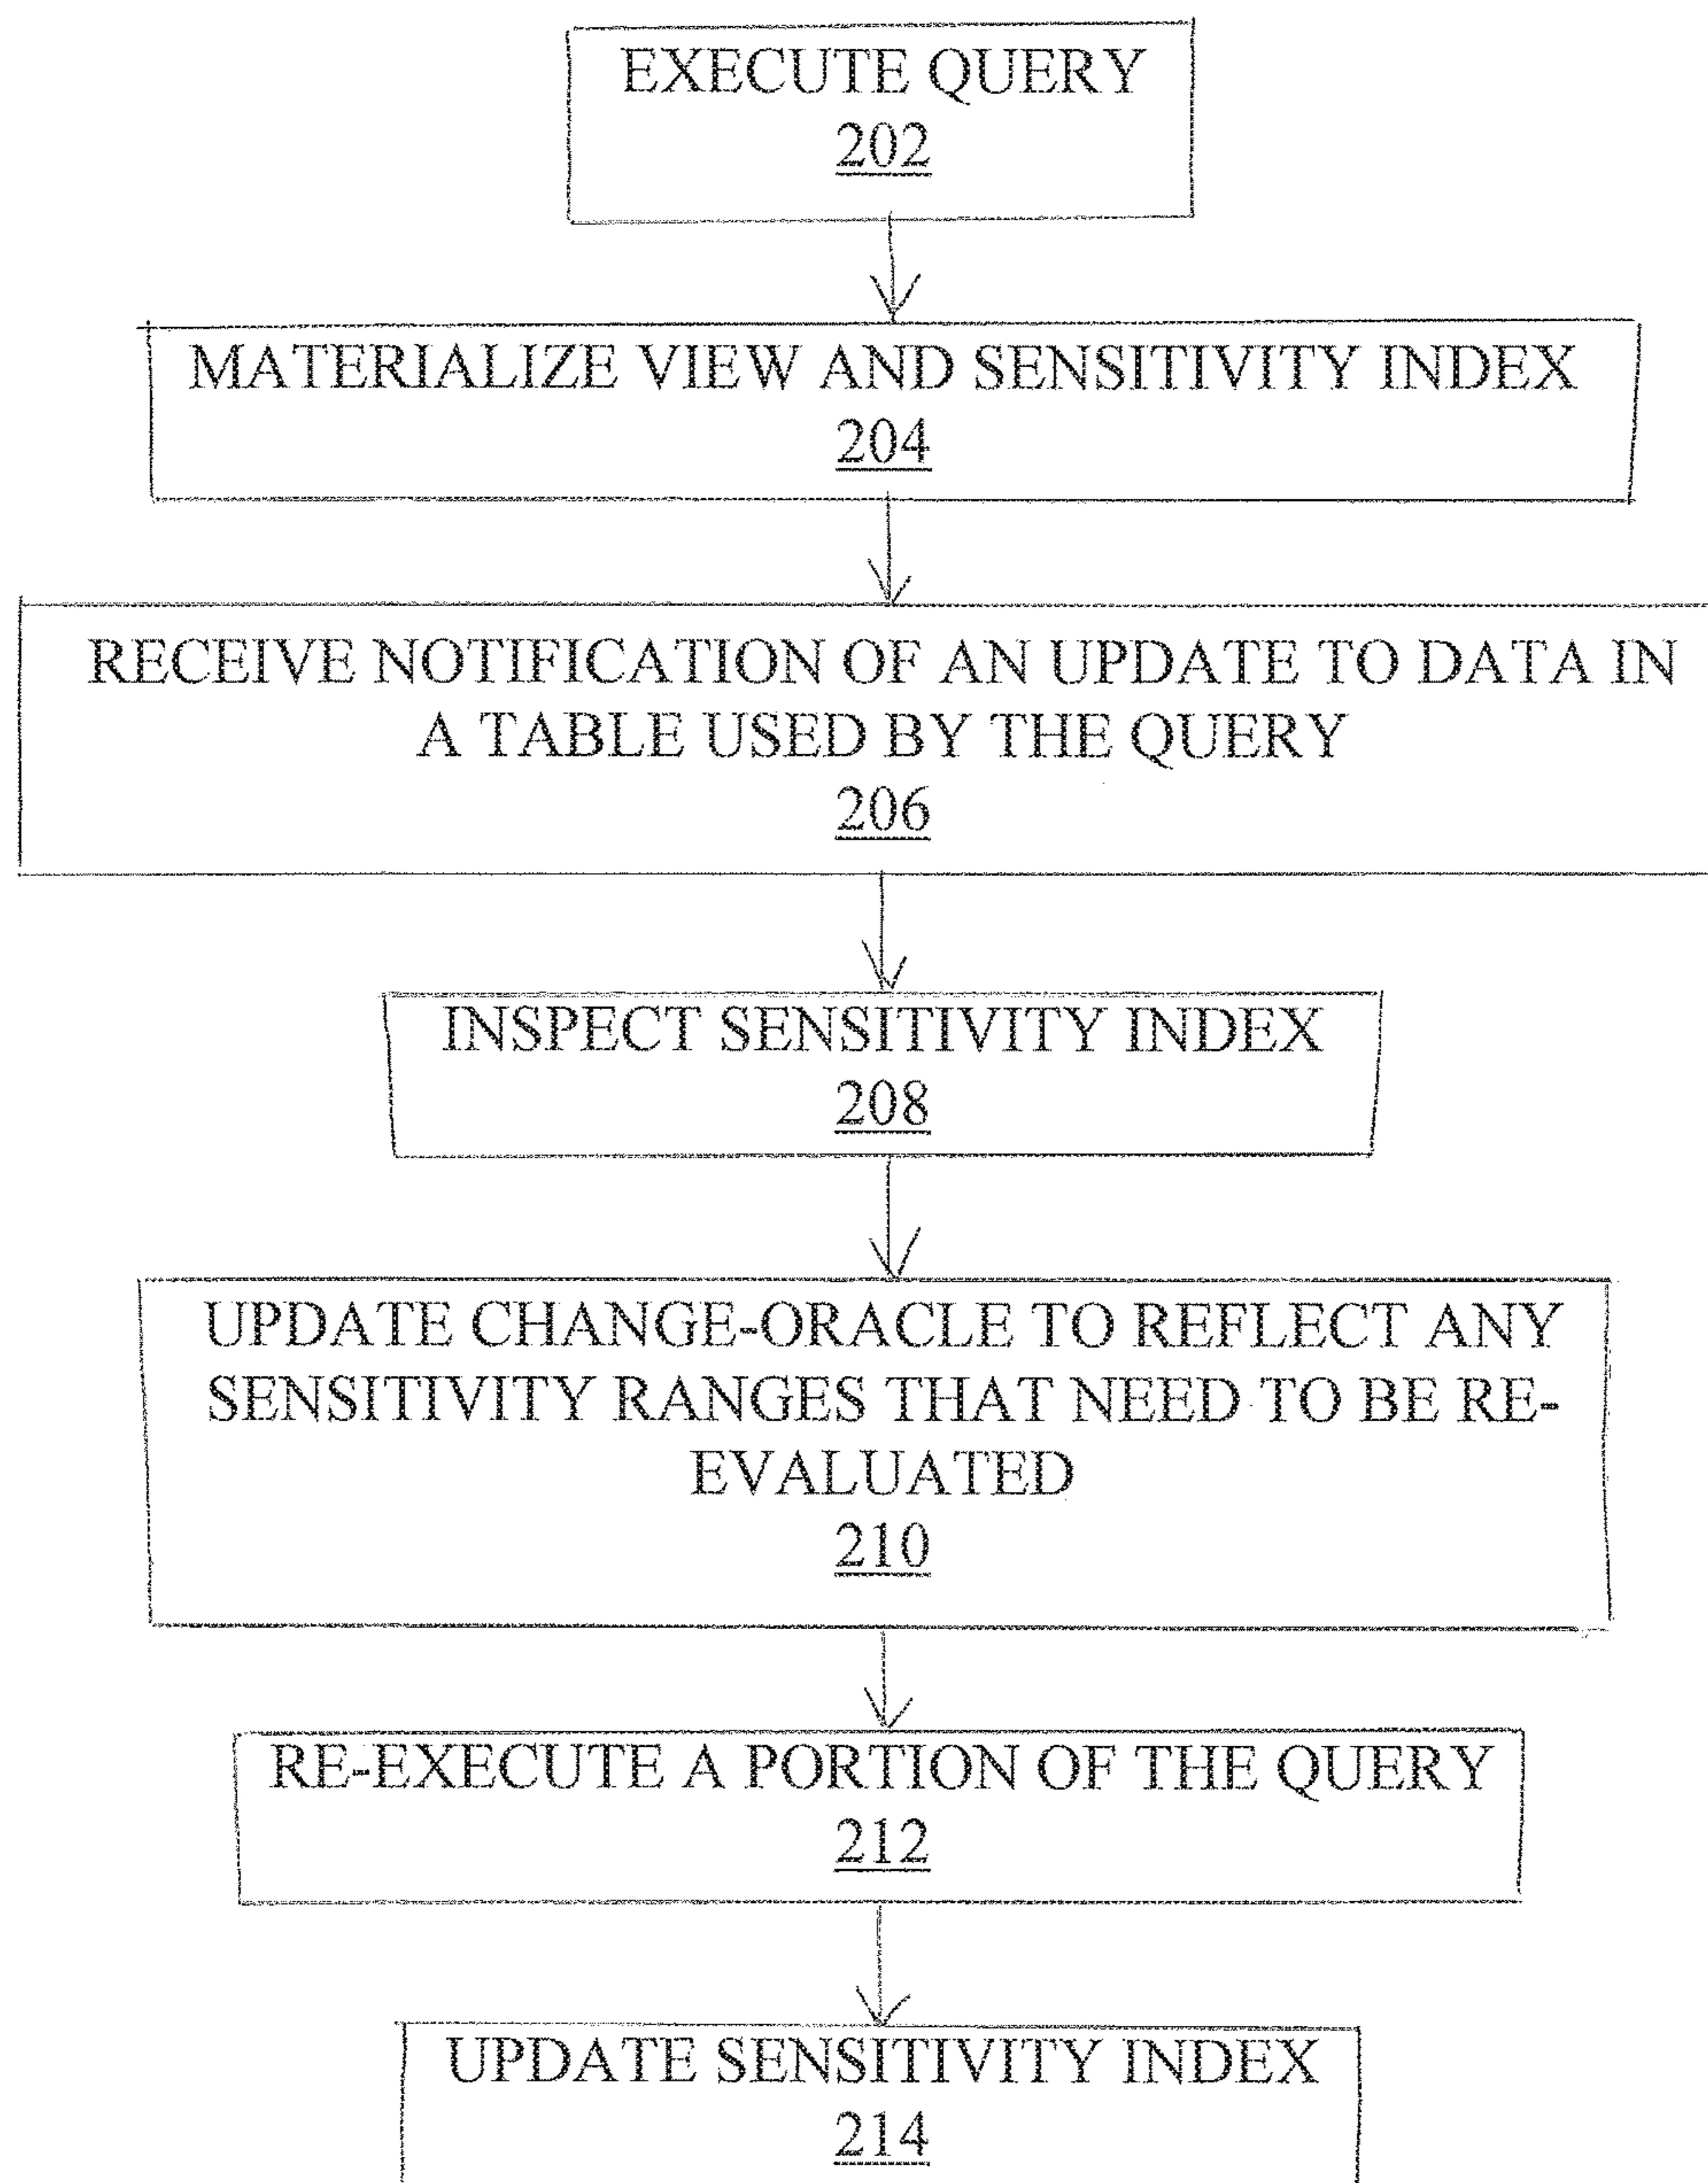 EXECUTE QUERY
202
MATERIALIZE VIEW AND SENSITIVITY INDEX
204
RECEIVE NOTIFICATION OF AN UPDATE TO DATA IN
A TABLE USED BY THE QUERY
206
INSPECT SENSITIVITY INDEX
208
UPDATE CHANGE-ORACLE TO REFLECT ANY
SENSITIVITY RANGES THAT NEED TO BE RE-
EVALUATED
210
RE-EXECUTE A PORTION OF THE QUERY
212
UPDATE SENSITIVITY INDEX
214